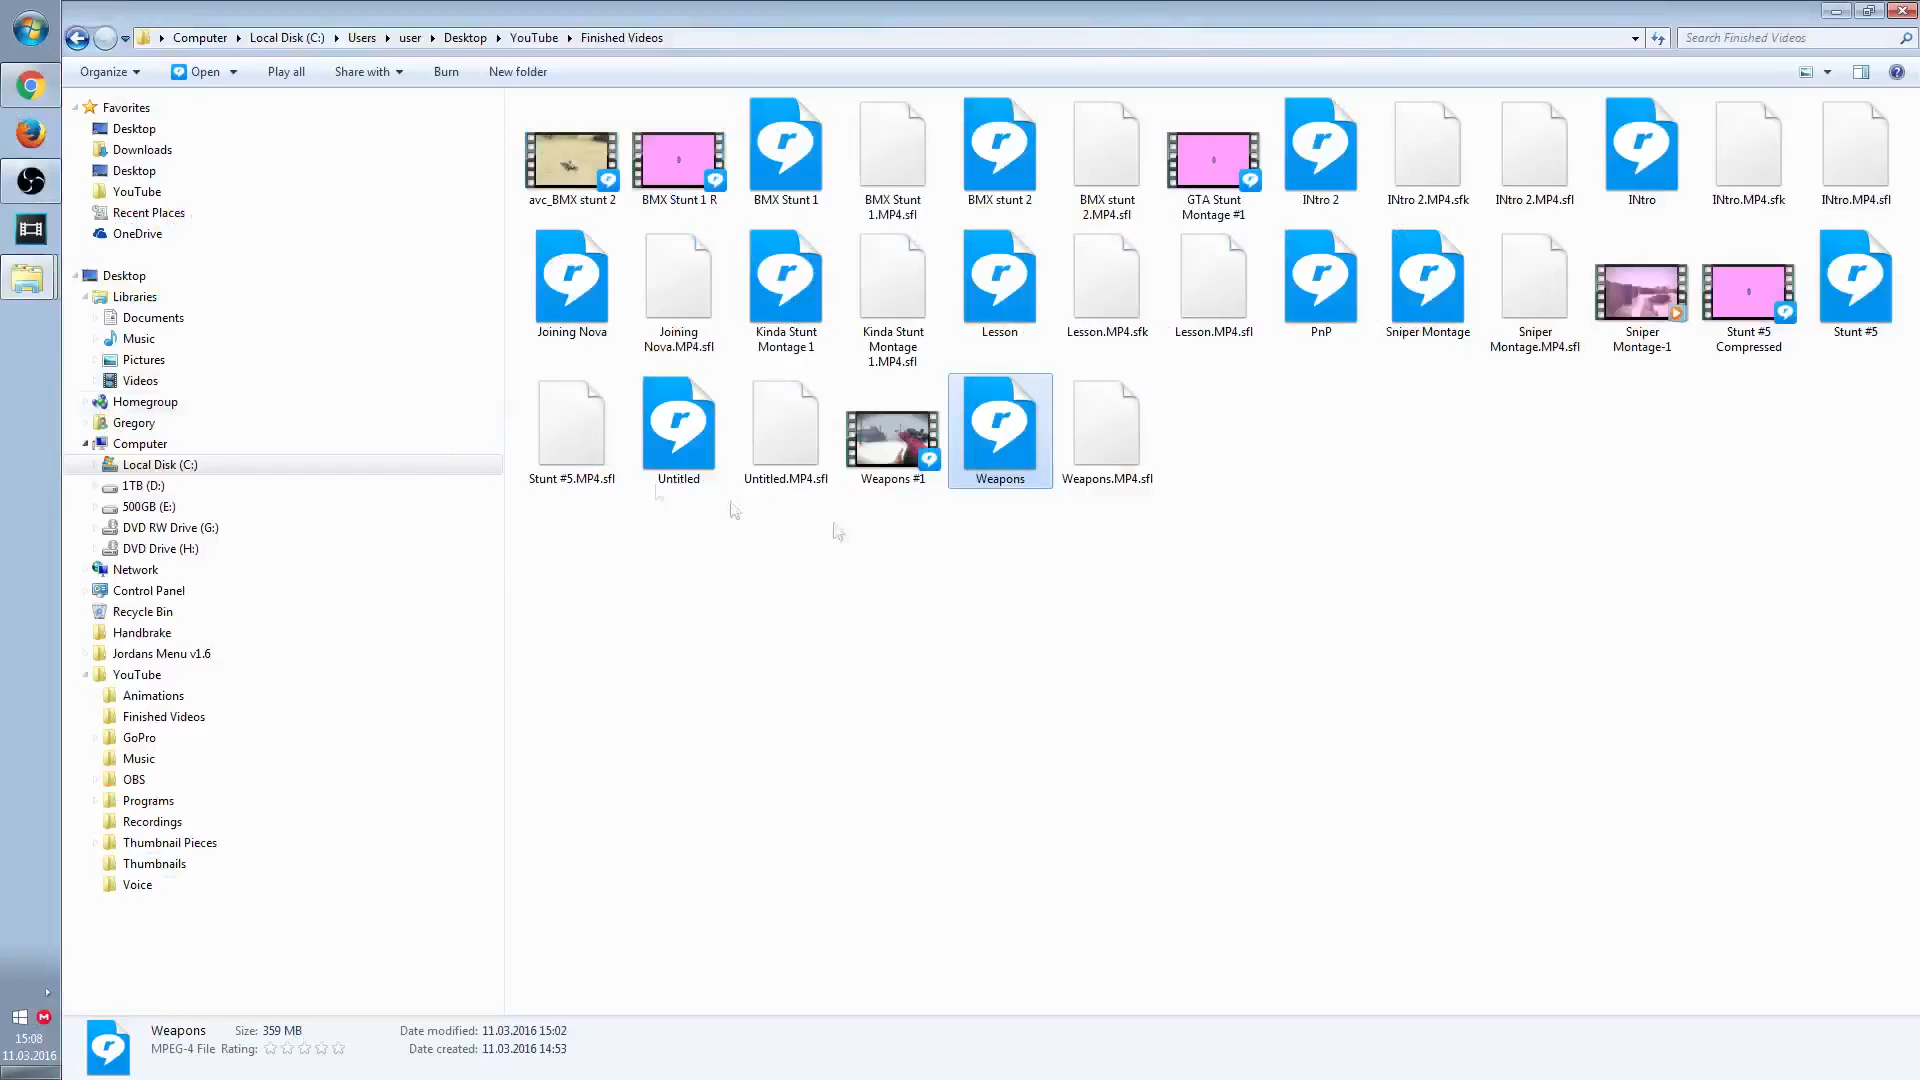 Computer Local Disk (C:) Users user Desktop YouTube Finished Videos
Search Finished Videos
Organize Open Play all Share with Burn New folder
Favorites
Desktop
Downloads
Desktop
YouTube
Recent Places
OneDrive
Desktop
Libraries
Documents
Music
Pictures
Videos
Homegroup
Gregory
Computer
Local Disk (C:)
1TB (D:)
500GB (E:)
DVD RW Drive (G:)
DVD Drive (H:)
Network
Control Panel
Recycle Bin
Handbrake
Jordans Menu v1.6
YouTube
Animations
Finished Videos
GoPro
Music
OBS
Programs
Recordings
Thumbnail Pieces
Thumbnails
Voice
avc_BMX stunt 2
BMX Stunt 1 R
BMX Stunt 1
BMX Stunt
1.MP4.sfl
BMX stunt 2
BMX stunt
2.MP4.sfl
GTA Stunt
Montage #1
INtro 2
INtro 2.MP4.sfk
INtro 2.MP4.sfl
INtro
INtro.MP4.sfk
INtro.MP4.sfl
Joining Nova
Joining
Nova.MP4.sfl
Kinda Stunt
Montage 1
Kinda Stunt
Montage
1.MP4.sfl
Lesson
Lesson.MP4.sfk
Lesson.MP4.sfl
PnP
Sniper Montage
Sniper
Montage.MP4.sfl
Sniper
Montage-1
Stunt #5
Compressed
Stunt #5
Stunt #5.MP4.sfl
Untitled
Untitled.MP4.sfl
Weapons #1
Weapons
Weapons.MP4.sfl
15:08
11.03.2016
Weapons Size: 359 MB Date modified: 11.03.2016 15:02
MPEG-4 File Rating: Date created: 11.03.2016 14:53